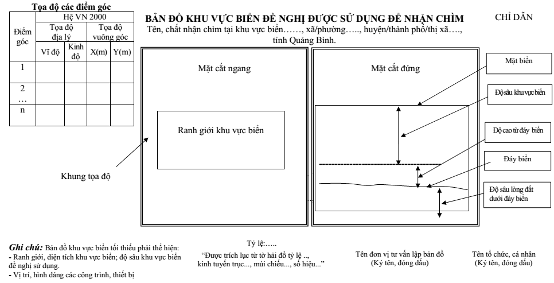 Tọa độ các điểm góc
Điểm góc
Hệ VN 2000
Tọa độ địa lý
Tọa độ vuông góc
Vĩ độ
Kinh độ
X(m)
Y(m)
1
2
...
n
BẢN ĐỒ KHU VỰC BIỂN ĐỀ NGHỊ ĐƯỢC SỬ DỤNG ĐỂ NHẬN CHÌM
Tên, chất nhận chìm tại khu vực biển……, xã/phường….., huyện/thành phố/thị xã….,
tỉnh Quảng Bình.
CHỈ DẪN
Mặt cắt ngang
Ranh giới khu vực biển
Khung tọa độ
Mặt cắt đứng
Mặt biển
Độ sâu khu vực biển
Độ cao từ đáy biển
Đáy biển
Độ sâu lòng đất
dưới đáy biển
Ghi chú: Bản đồ khu vực biển tối thiểu phải thể hiện:
- Ranh giới, diện tích khu vực biển; độ sâu khu vực biển
đề nghị sử dụng.
- Vị trí, hình dáng các công trình, thiết bị
Tỷ lệ:…..
"Được trích lục từ tờ hải đồ tỷ lệ ...,
kinh tuyến trục..., múi chiếu..., số hiệu..."
Tên đơn vị tư vấn lập bản đồ
(Ký tên, đóng dấu)
Tên tổ chức, cá nhân
(Ký tên, đóng dấu)